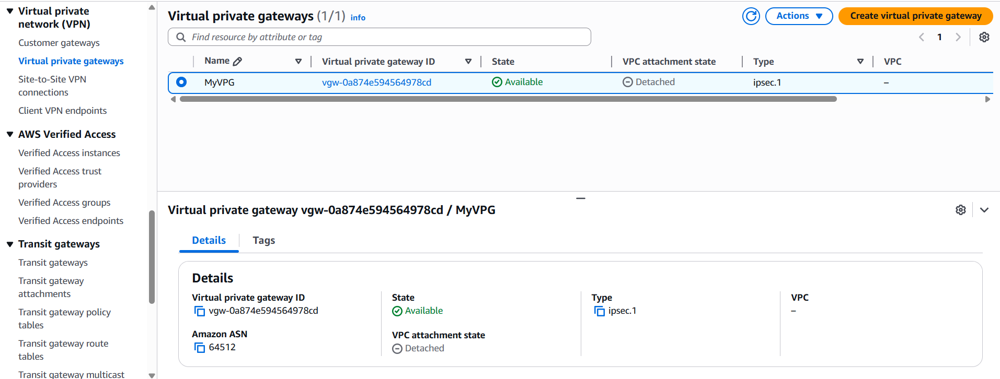 Virtual private
network (VPN)
Customer gateways
Virtual private gateways
Site-to-Site VPN
connections
Client VPN endpoints
AWS Verified Access
Verified Access instances
Verified Access trust
providers
Verified Access groups
Verified Access endpoints
Transit gateways
Transit gateways
Transit gateway
attachments
Transit gateway policy
tables
Transit gateway route
tables
Transit gateway multicast
Virtual private gateways (1/1) info
Actions
Create virtual private gateway
Find resource by attribute or tag
1
Name Virtual private gateway ID State VPC attachment state Type VPC
MyVPG vgw-0a874e594564978cd Available Detached ipsec.1 –
Virtual private gateway vgw-0a874e594564978cd / MyVPG
Details Tags
Details
Virtual private gateway ID
vgw-0a874e594564978cd
Amazon ASN
64512
State
Available
VPC attachment state
Detached
Type
ipsec.1
VPC
–